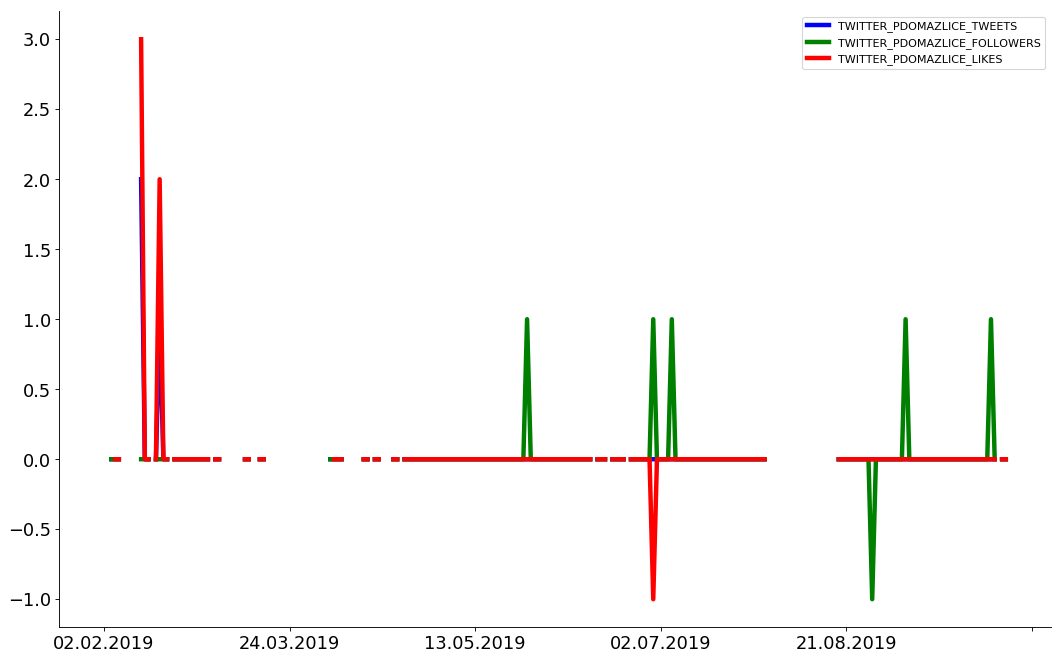 TWITTER_PDOMAZLICE_TWEETS
TWITTER_PDOMAZLICE_FOLLOWERS
TWITTER_PDOMAZLICE_LIKES
3.0
2.5
2.0
1.5
1.0
0.5
0.0
−0.5
−1.0
02.02.2019 24.03.2019 13.05.2019 02.07.2019 21.08.2019